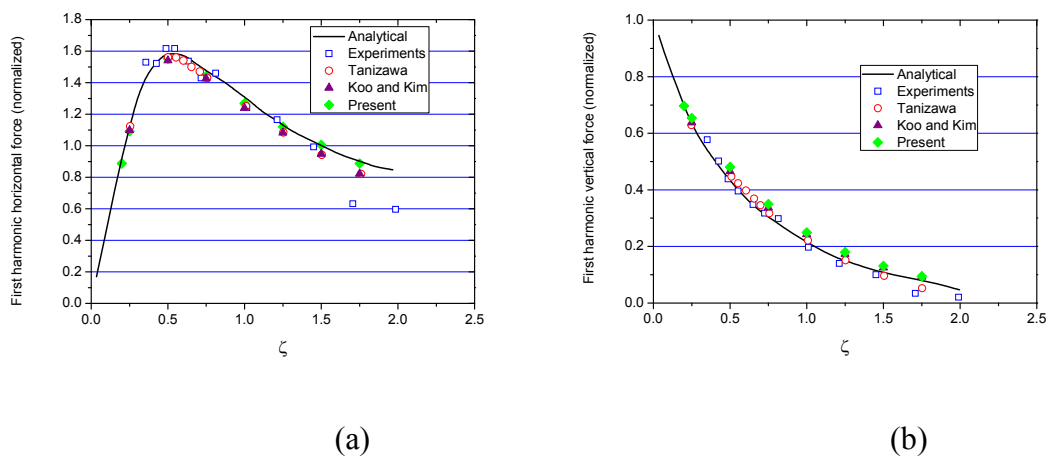 First harmonic horizontal force (normalized)
1.8
1.6
1.4
1.2
1.0
0.8
0.6
0.4
0.2
0.0
0.0 0.5 1.0 1.5 2.0 2.5
ζ
Analytical
Experiments
Tanizawa
Koo and Kim
Present
(a)
First harmonic vertical force (normalized)
1.0
0.8
0.6
0.4
0.2
0.0
0.0 0.5 1.0 1.5 2.0 2.5
ζ
Analytical
Experiments
Tanizawa
Koo and Kim
Present
(b)